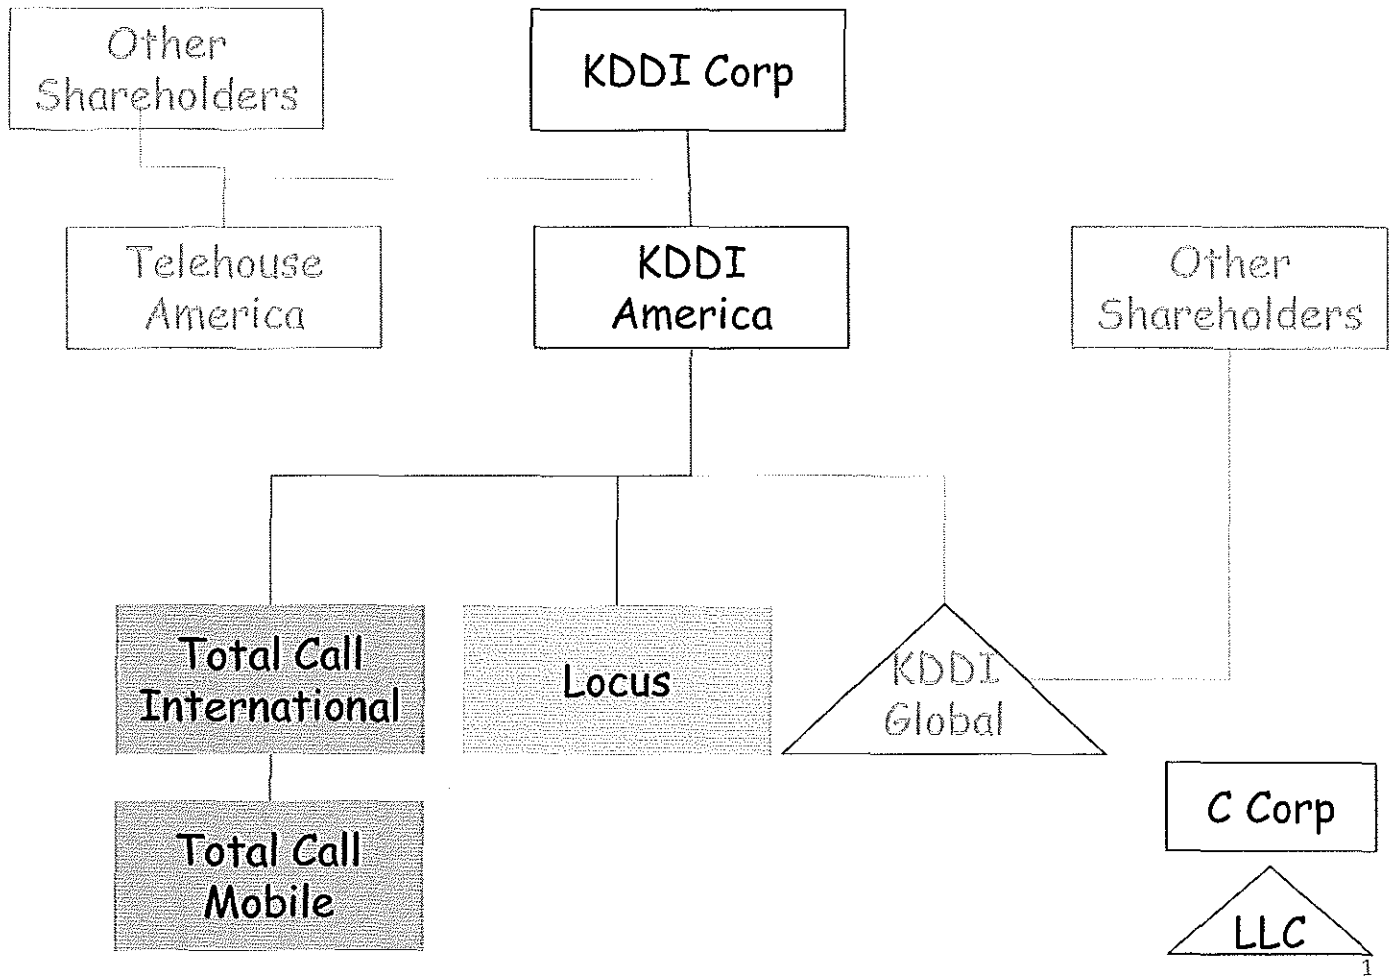 Other
Shareholders
KDDI Corp
Telehouse
America
KDDI
America
Other
Shareholders
Total Call
International
Locus
KDDI
Global
Total Call
Mobile
C Corp
LLC
1